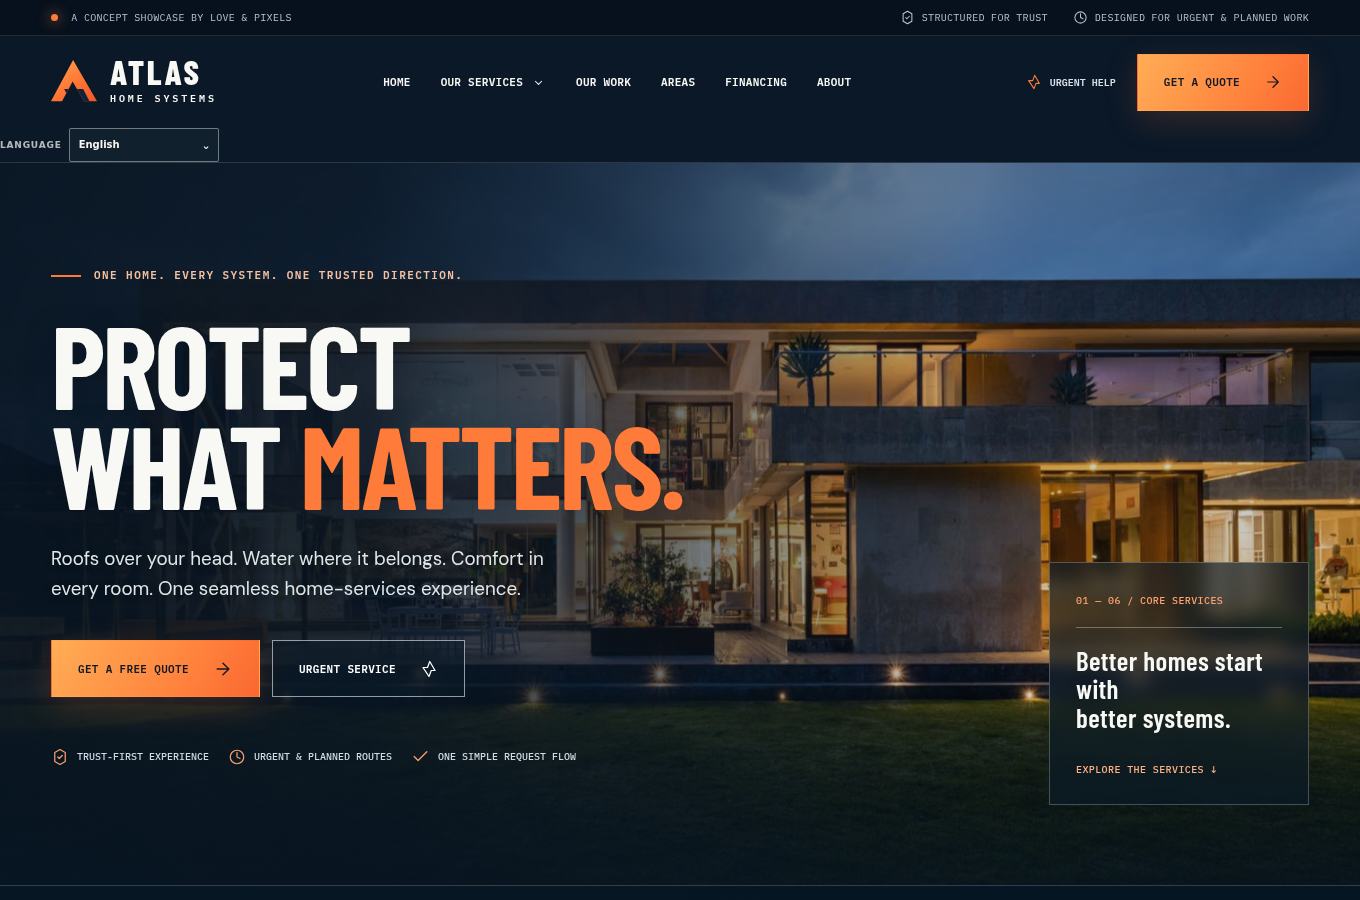 A CONCEPT SHOWCASE BY LOVE & PIXELS
STRUCTURED FOR TRUST
DESIGNED FOR URGENT & PLANNED WORK
ATLAS
HOME SYSTEMS
HOME
OUR SERVICES
OUR WORK
AREAS
FINANCING
ABOUT
URGENT HELP
GET A QUOTE
LANGUAGE
English
ONE HOME. EVERY SYSTEM. ONE TRUSTED DIRECTION.
PROTECT
WHAT MATTERS.
Roofs over your head. Water where it belongs. Comfort in
every room. One seamless home-services experience.
GET A FREE QUOTE
URGENT SERVICE
TRUST-FIRST EXPERIENCE
URGENT & PLANNED ROUTES
ONE SIMPLE REQUEST FLOW
01 — 06 / CORE SERVICES
Better homes start
with
better systems.
EXPLORE THE SERVICES ↓